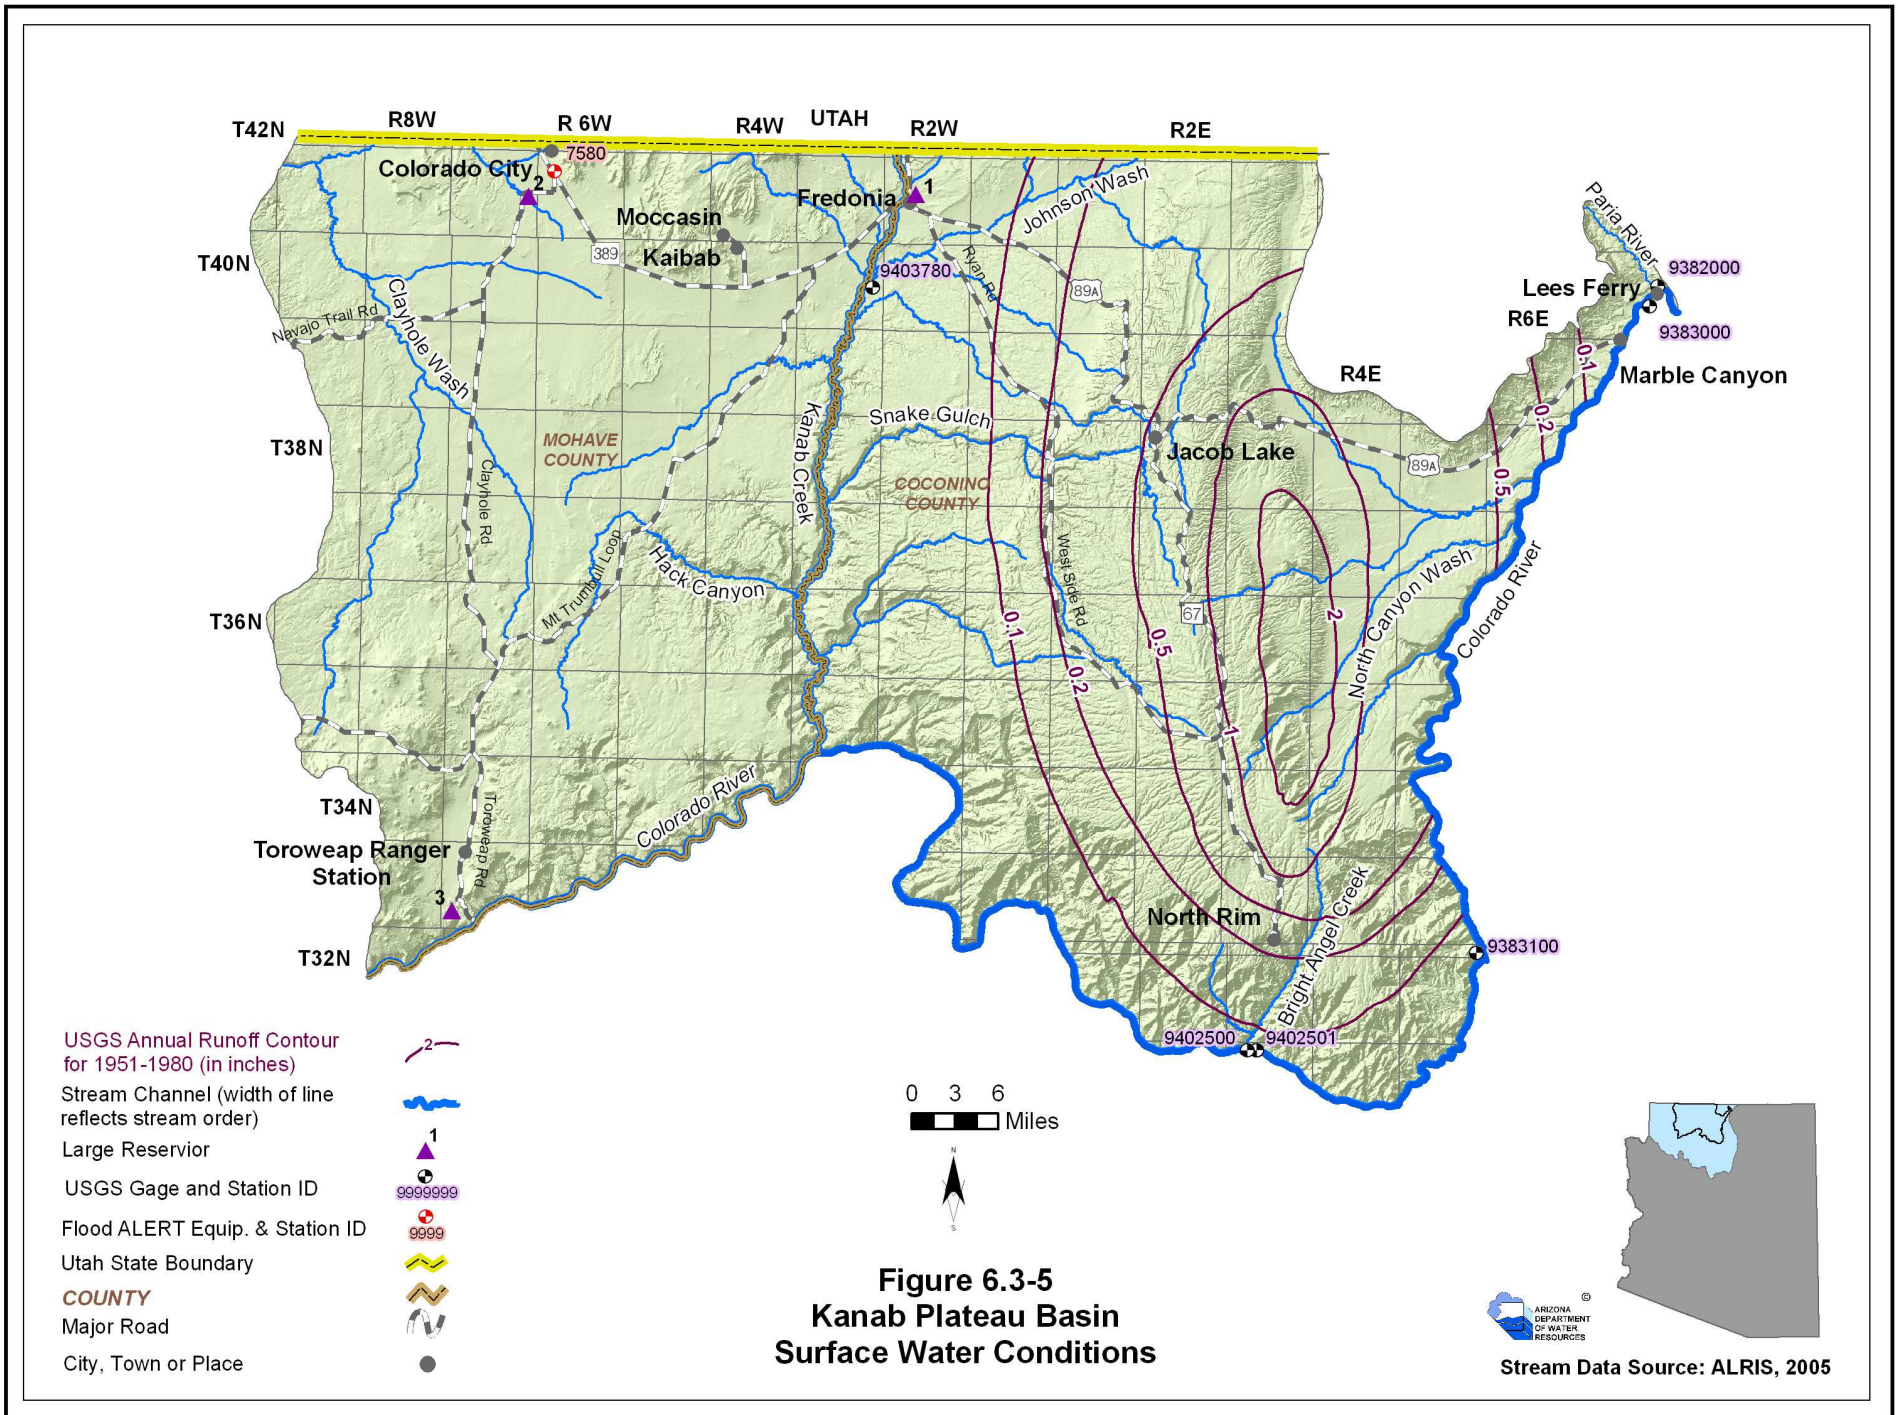 T42N
R8W
R 6W
R4W
UTAH
R2W
R2E
7580
Colorado City
2
Fredonia
1
Johnson Wash
Paria River
Moccasin
389
Kaibab
T40N
9403780
Ryan Rd
89A
9382000
Lees Ferry
R6E
9383000
Clayhole Wash
Navajo Trail Rd
0.1
Marble Canyon
R4E
Kanab Creek
Snake Gulch
0.2
MOHAVE
COUNTY
T38N
Clayhole Rd
Jacob Lake
89A
0.5
COCONINO
COUNTY
Mt Trumbull Loop
Hack Canyon
West Side Rd
North Canyon Wash
Colorado River
67
T36N
0.1
0.5
2
0.2
1
T34N
Colorado River
Toroweap Rd
Toroweap Ranger
Station
3
North Rim
Bright Angel Creek
9383100
T32N
9402500
9402501
USGS Annual Runoff Contour
for 1951-1980 (in inches)
2
Stream Channel (width of line
reflects stream order)
Large Reservior
1
USGS Gage and Station ID
9999999
Flood ALERT Equip. & Station ID
9999
Utah State Boundary
COUNTY
Major Road
City, Town or Place
0 3 6
Miles
N
S
Figure 6.3-5
Kanab Plateau Basin
Surface Water Conditions
©
ARIZONA
DEPARTMENT
OF WATER
RESOURCES
Stream Data Source: ALRIS, 2005